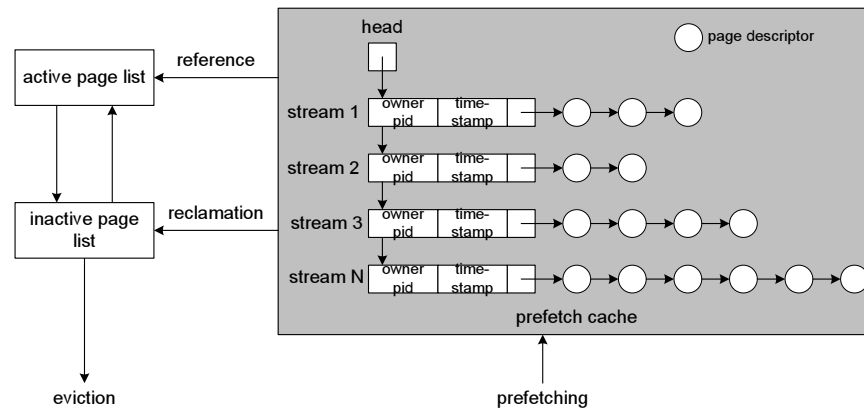 head
page descriptor
active page list
reference
stream 1
owner pid
time-stamp
stream 2
owner pid
time-stamp
inactive page list
reclamation
stream 3
owner pid
time-stamp
stream N
owner pid
time-stamp
prefetch cache
eviction
prefetching